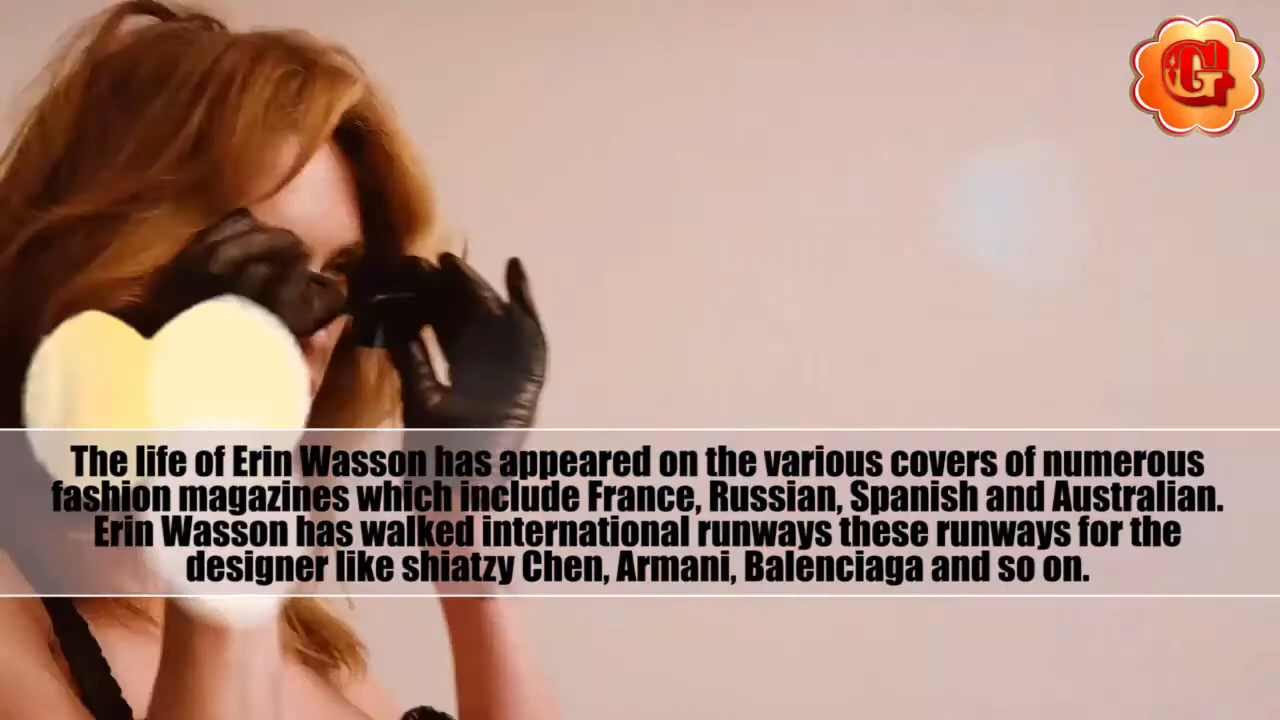 G
The life of Erin Wasson has appeared on the various covers of numerous
fashion magazines which include France, Russian, Spanish and Australian.
Erin Wasson has walked international runways these runways for the
designer like shiatzy Chen, Armani, Balenciaga and so on.